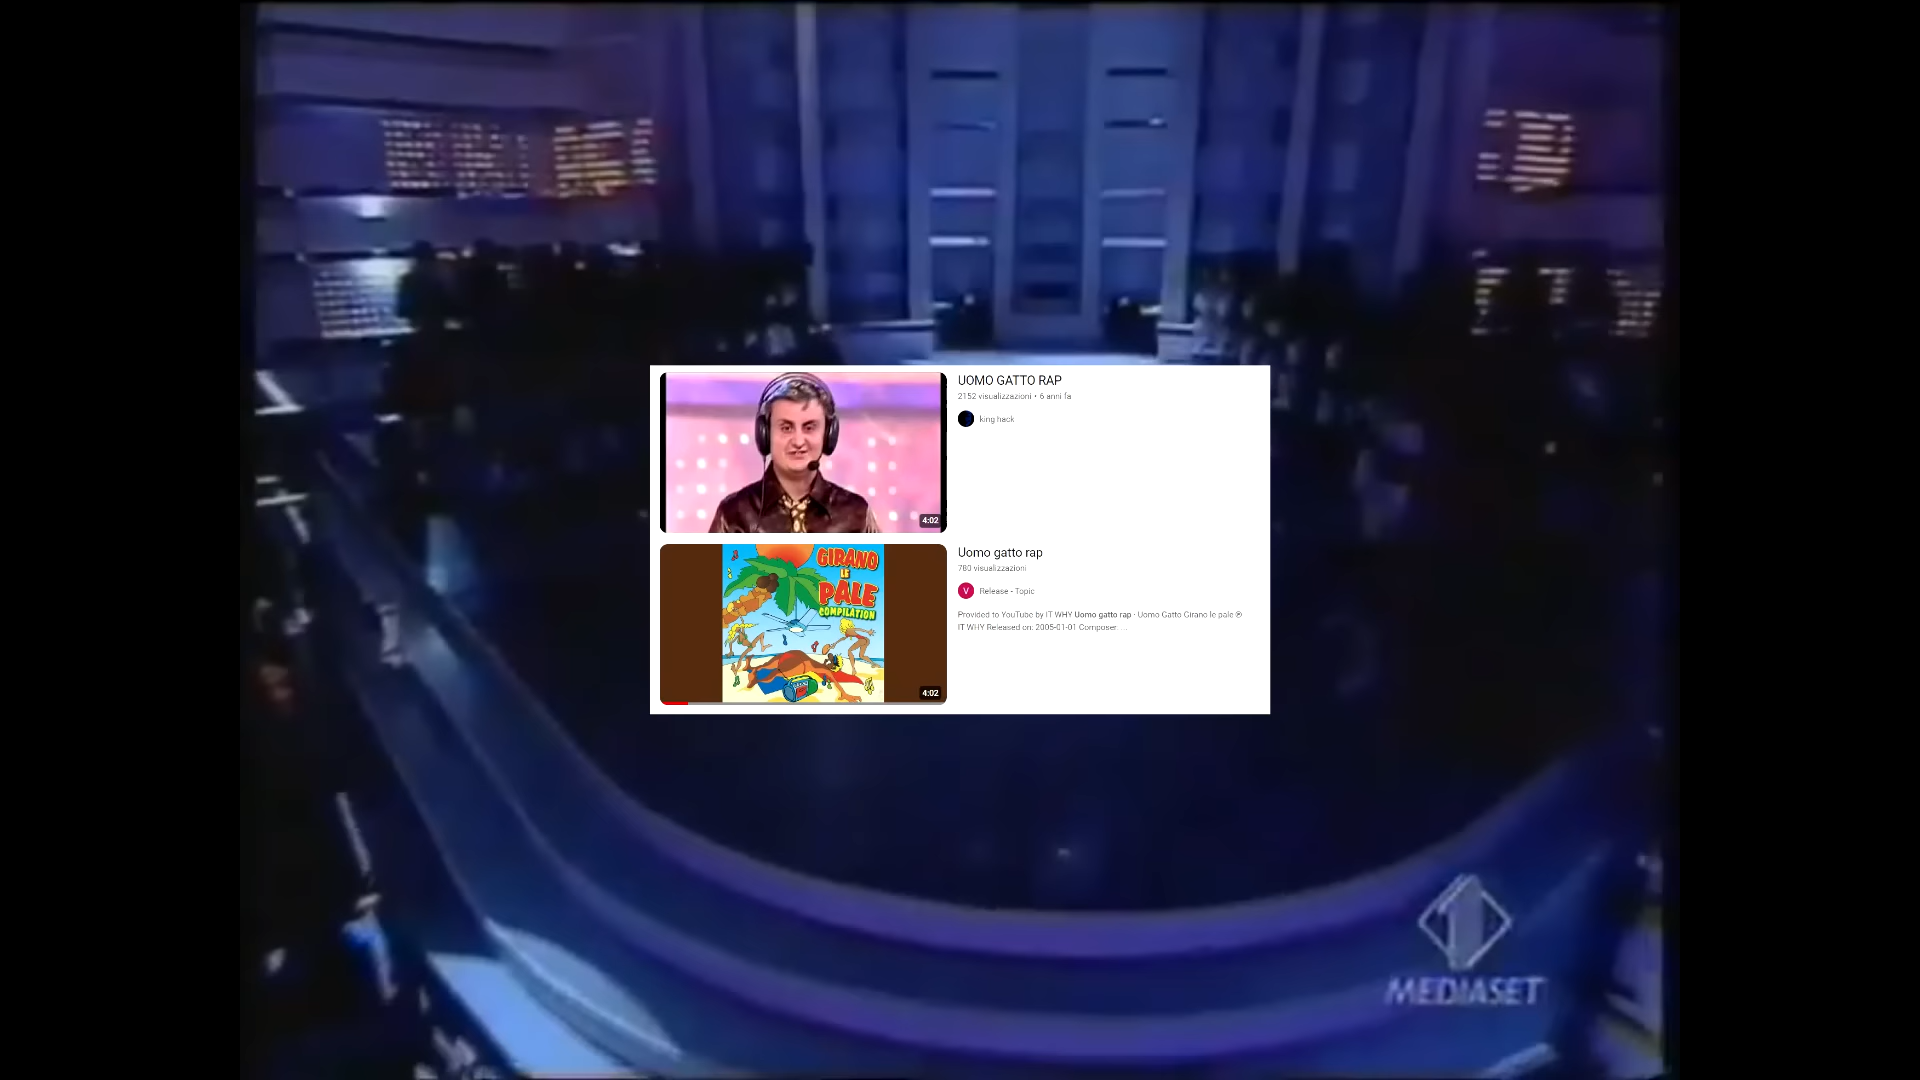 UOMO GATTO RAP
2152 visualizzazioni • 6 anni fa
king hack
4:02
GIRANO
LE
PALE
COMPILATION
4:02
Uomo gatto rap
780 visualizzazioni
V
Release - Topic
Provided to YouTube by IT WHY Uomo gatto rap · Uomo Gatto Girano le pale ℗
IT WHY Released on: 2005-01-01 Composer: ...
1
MEDIASET